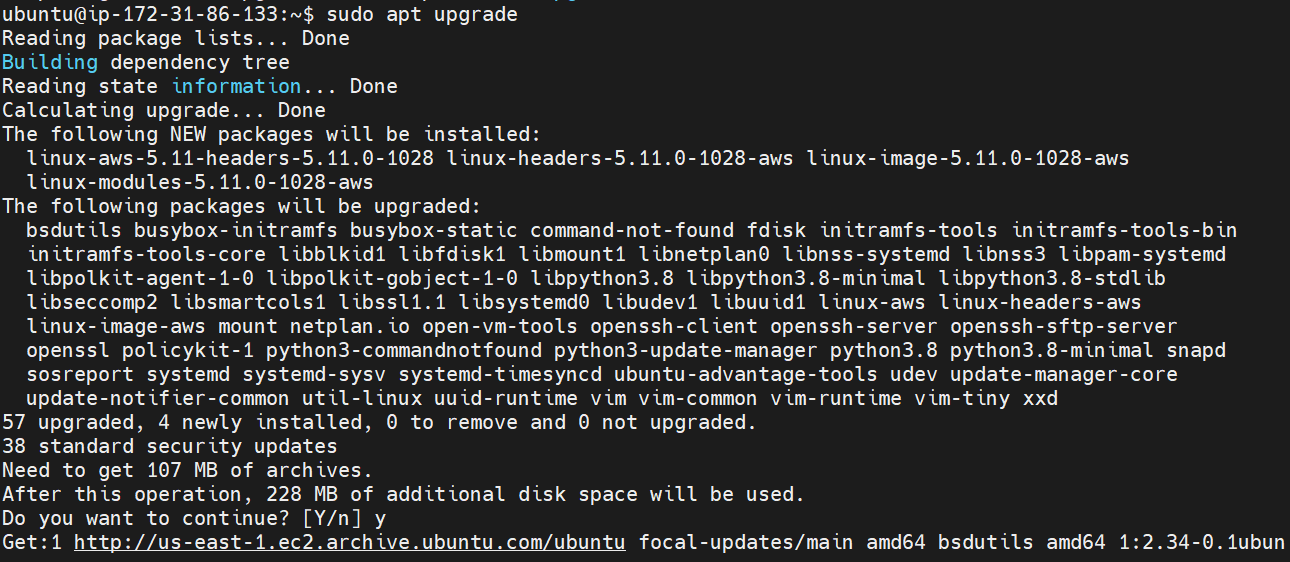 ubuntu@ip-172-31-86-133:~$ sudo apt upgrade
Reading package lists... Done
Building dependency tree
Reading state information... Done
Calculating upgrade... Done
The following NEW packages will be installed:
  linux-aws-5.11-headers-5.11.0-1028 linux-headers-5.11.0-1028-aws linux-image-5.11.0-1028-aws
  linux-modules-5.11.0-1028-aws
The following packages will be upgraded:
  bsdutils busybox-initramfs busybox-static command-not-found fdisk initramfs-tools initramfs-tools-bin
  initramfs-tools-core libblkid1 libfdisk1 libmount1 libnetplan0 libnss-systemd libnss3 libpam-systemd
  libpolkit-agent-1-0 libpolkit-gobject-1-0 libpython3.8 libpython3.8-minimal libpython3.8-stdlib
  libseccomp2 libsmartcols1 libssl1.1 libsystemd0 libudev1 libuuid1 linux-aws linux-headers-aws
  linux-image-aws mount netplan.io open-vm-tools openssh-client openssh-server openssh-sftp-server
  openssl policykit-1 python3-commandnotfound python3-update-manager python3.8 python3.8-minimal snapd
  sosreport systemd systemd-sysv systemd-timesyncd ubuntu-advantage-tools udev update-manager-core
  update-notifier-common util-linux uuid-runtime vim vim-common vim-runtime vim-tiny xxd
57 upgraded, 4 newly installed, 0 to remove and 0 not upgraded.
38 standard security updates
Need to get 107 MB of archives.
After this operation, 228 MB of additional disk space will be used.
Do you want to continue? [Y/n] y
Get:1 http://us-east-1.ec2.archive.ubuntu.com/ubuntu focal-updates/main amd64 bsdutils amd64 1:2.34-0.1ubun